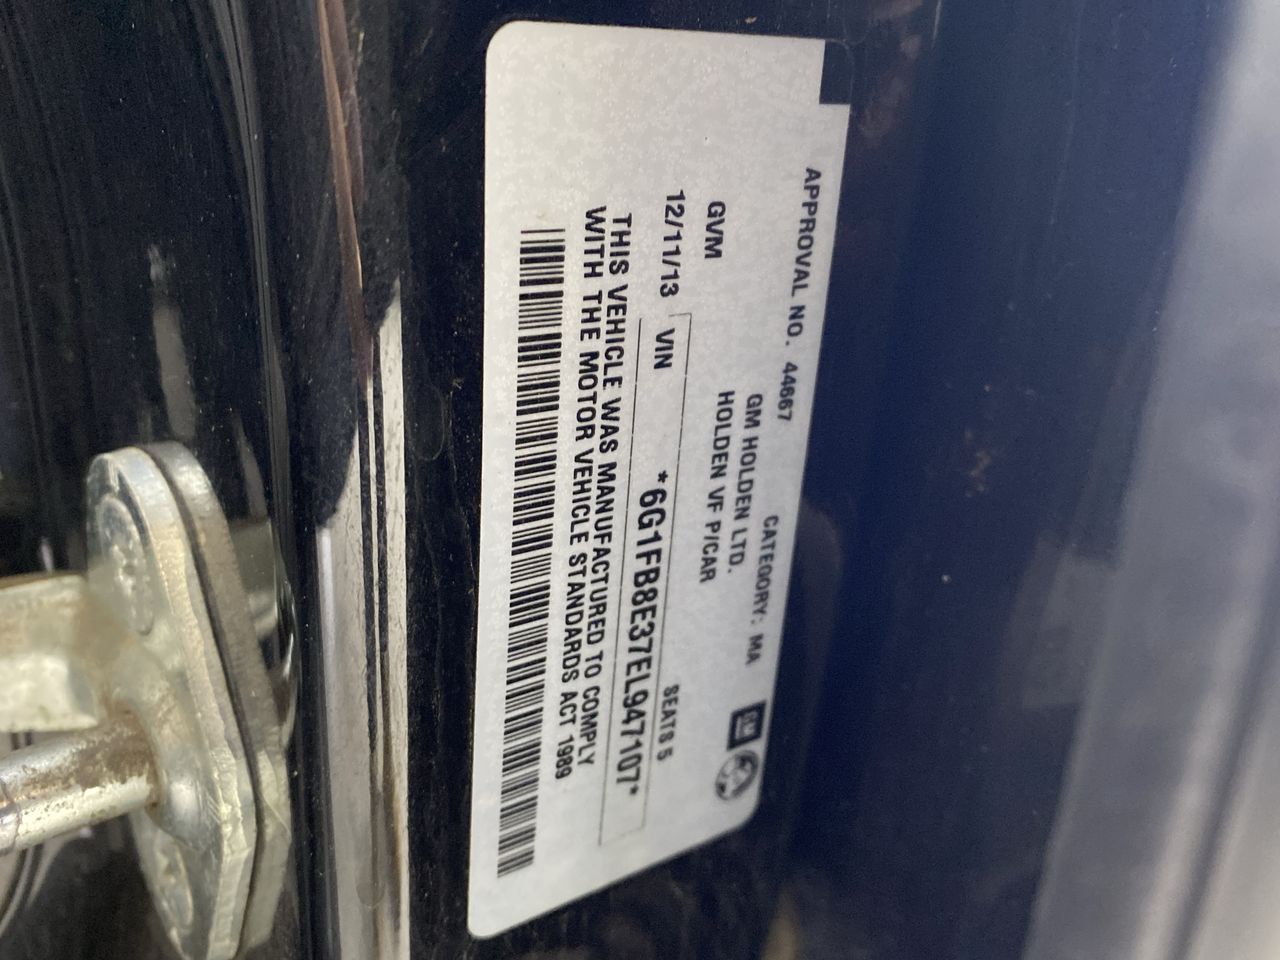 APPROVAL NO. 44667 CATEGORY: MA
GM HOLDEN LTD. GM
HOLDEN VF P/CAR
GVM SEATS 5
12/11/13 VIN *6G1FB8E37EL947107*
THIS VEHICLE WAS MANUFACTURED TO COMPLY
WITH THE MOTOR VEHICLE STANDARDS ACT 1989